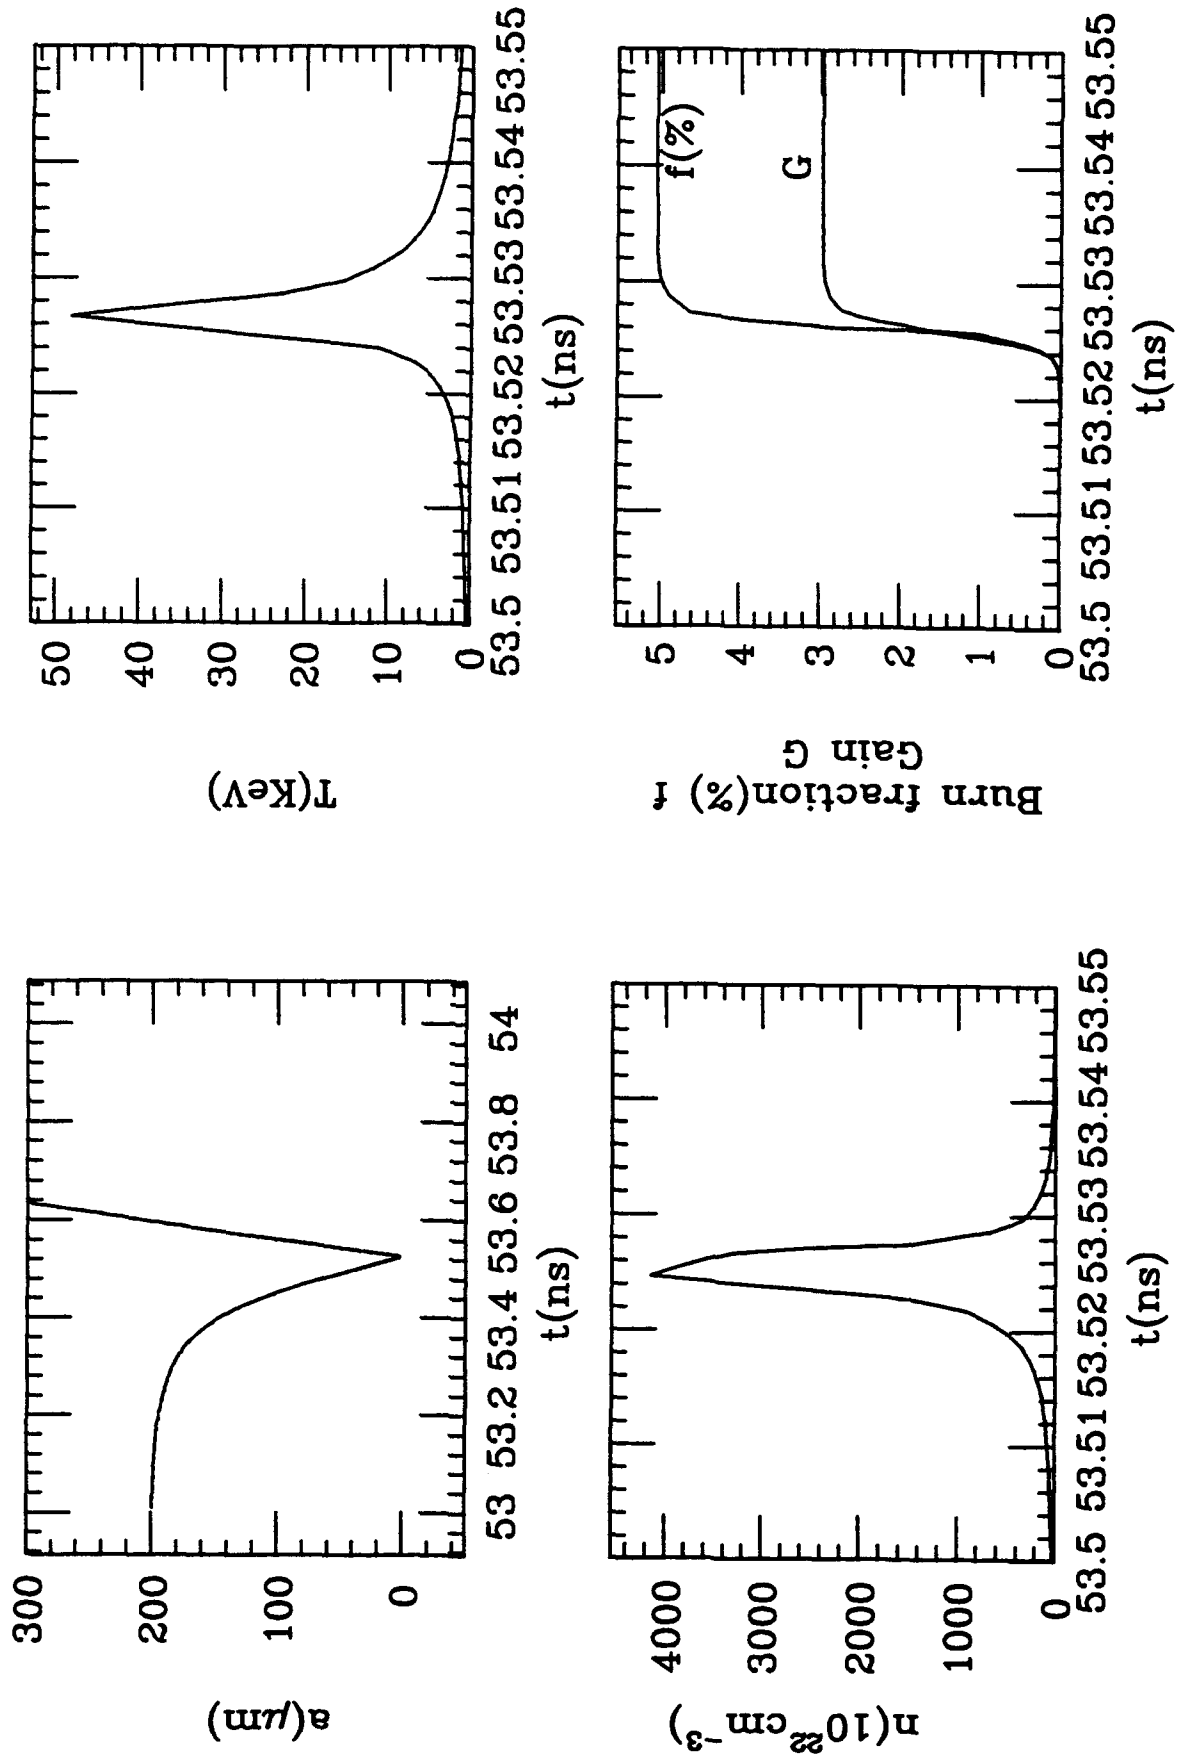 300
200
100
0
a(μm)
53 53.2 53.4 53.6 53.8 54
t(ns)
50
40
30
20
10
0
T(KeV)
53.5 53.51 53.52 53.53 53.54 53.55
t(ns)
4000
3000
2000
1000
0
n(10²²cm⁻³)
53.5 53.51 53.52 53.53 53.54 53.55
t(ns)
5
4
3
2
1
0
Burn fraction(%) f
Gain G
f(%)
G
53.5 53.51 53.52 53.53 53.54 53.55
t(ns)